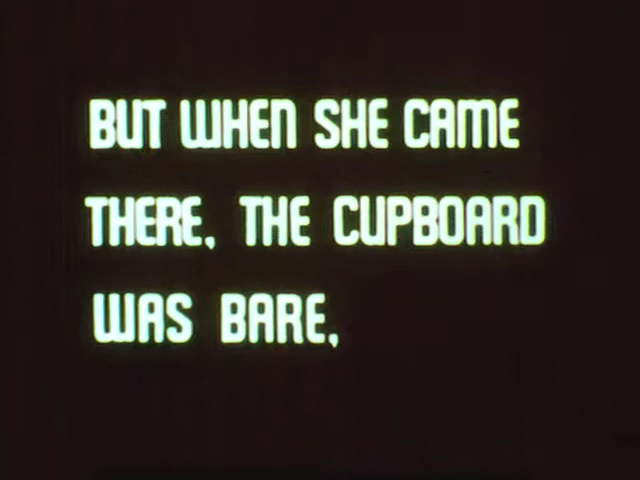 BUT WHEN SHE CAME
THERE, THE CUPBOARD
WAS BARE,